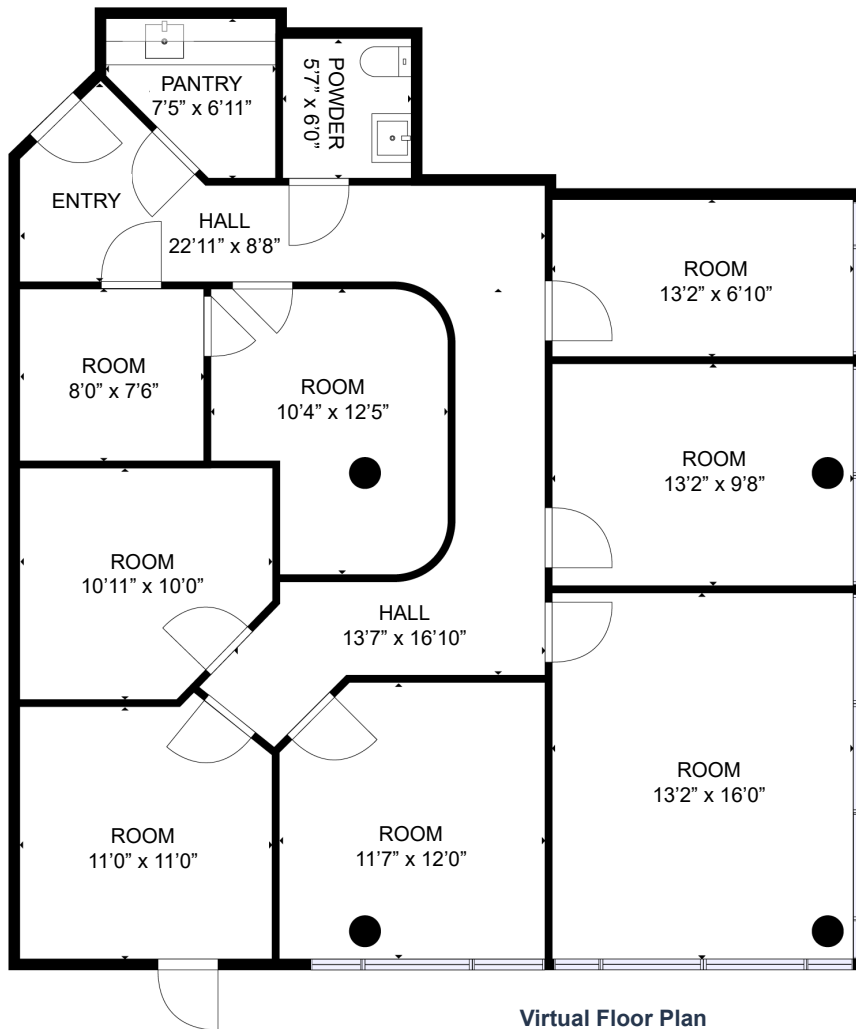 PANTRY
7’5” x 6’11”
POWDER
5’7” x 6’0”
ENTRY
HALL
22’11” x 8’8”
ROOM
13’2” x 6’10”
ROOM
8’0” x 7’6”
ROOM
10’4” x 12’5”
ROOM
13’2” x 9’8”
ROOM
10’11” x 10’0”
HALL
13’7” x 16’10”
ROOM
13’2” x 16’0”
ROOM
11’0” x 11’0”
ROOM
11’7” x 12’0”
Virtual Floor Plan